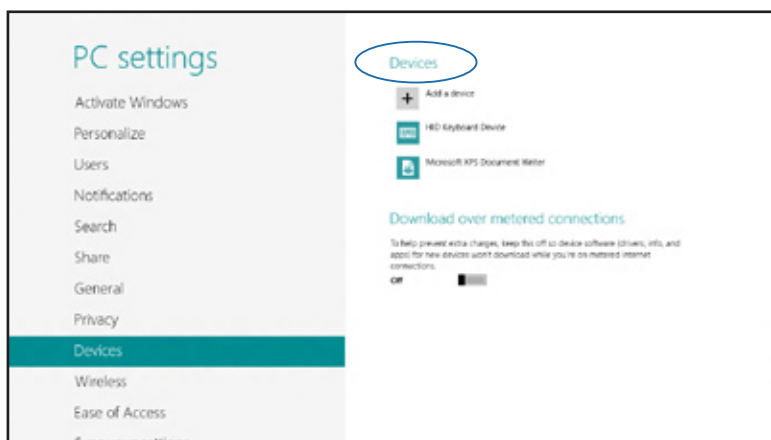 PC settings
Activate Windows
Personalize
Users
Notifications
Search
Share
General
Privacy
Devices
Wireless
Ease of Access
Devices
Add a device
HID Keyboard Device
Microsoft XPS Document Writer
Download over metered connections
To help prevent extra charges, keep this off so device software (drivers, info, and
apps) for new devices won't download while you're on metered internet
connections.
Off